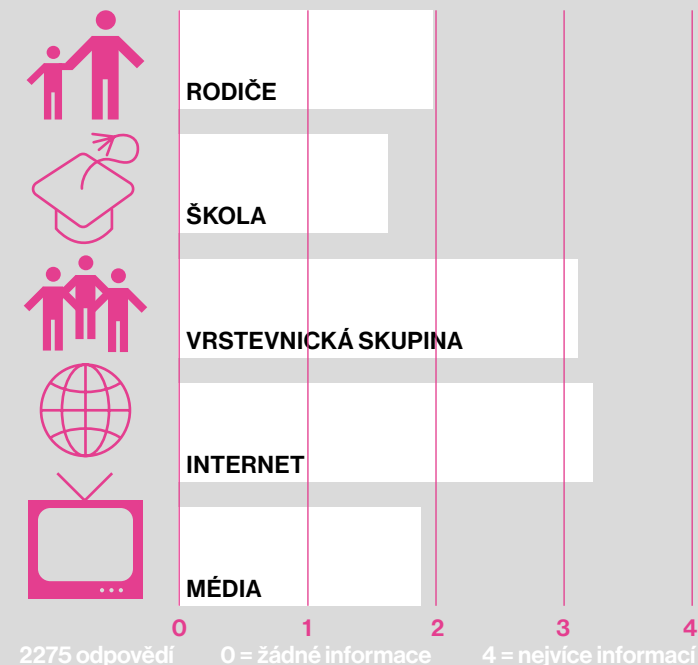 RODIČE
ŠKOLA
VRSTEVNICKÁ SKUPINA
INTERNET
MÉDIA
0 1 2 3 4
2275 odpovědí 0 = žádné informace 4 = nejvíce informací